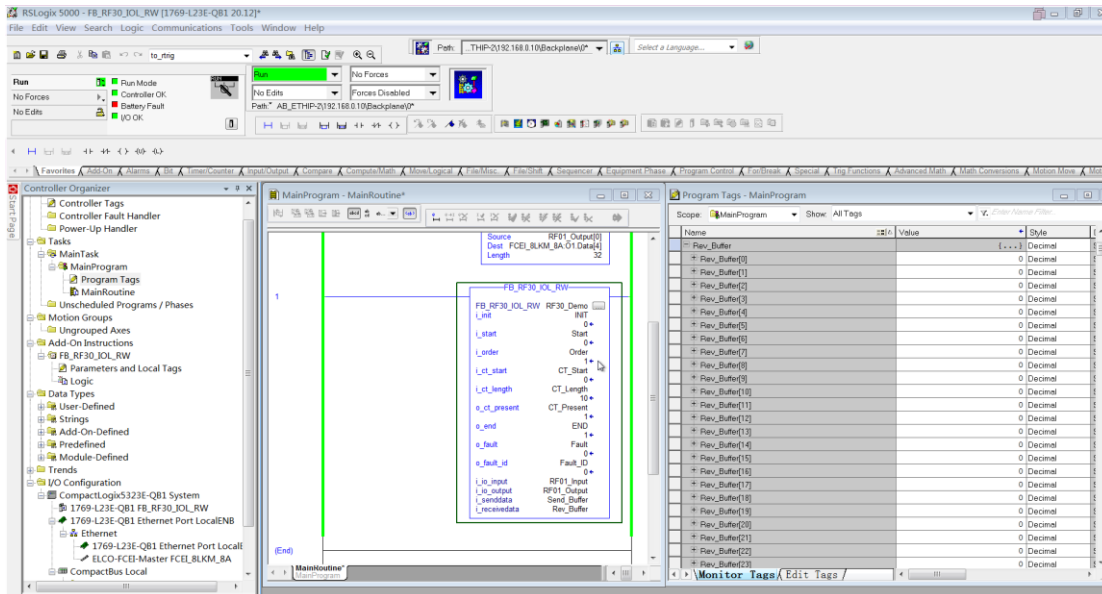 RSLogix 5000 - FB_RF30_IOL_RW [1769-L23E-QB1 20.12]*
File Edit View Search Logic Communications Tools Window Help
to_rtrig
Path: ...THIP-2\192.168.0.10\Backplane\0*
Select a Language...
Run
No Forces
No Edits
Run Mode
Controller OK
Battery Fault
I/O OK
Run
No Forces
No Edits
Forces Disabled
Path:* AB_ETHIP-2\192.168.0.10\Backplane\0*
Favorites Add-On Alarms Bit Timer/Counter Input/Output Compare Compute/Math Move/Logical File/Misc. File/Shift Sequencer Equipment Phase Program Control For/Break Special Trig Functions Advanced Math Math Conversions Motion Move Mot
Start Page
Controller Organizer
Controller Tags
Controller Fault Handler
Power-Up Handler
Tasks
MainTask
MainProgram
Program Tags
MainRoutine
Unscheduled Programs / Phases
Motion Groups
Ungrouped Axes
Add-On Instructions
FB_RF30_IOL_RW
Parameters and Local Tags
Logic
Data Types
User-Defined
Strings
Add-On-Defined
Predefined
Module-Defined
Trends
I/O Configuration
CompactLogix5323E-QB1 System
1769-L23E-QB1 FB_RF30_IOL_RW
1769-L23E-QB1 Ethernet Port LocalENB
Ethernet
1769-L23E-QB1 Ethernet Port LocalE
ELCO-FCEI-Master FCEI_8LKM_8A
CompactBus Local
MainProgram - MainRoutine*
Source RF01_Output[0]
Dest FCEI_8LKM_8A:O1.Data[4]
Length 32
1
FB_RF30_IOL_RW
FB_RF30_IOL_RW RF30_Demo
i_init INIT
0
i_start Start
0
i_order Order
1
i_ct_start CT_Start
0
i_ct_length CT_Length
10
o_ct_present CT_Present
1
o_end END
1
o_fault Fault
0
o_fault_id Fault_ID
0
i_io_input RF01_Input
i_io_output RF01_Output
i_senddata Send_Buffer
i_receivedata Rev_Buffer
(End)
MainRoutine*
MainProgram
Program Tags - MainProgram
Scope: MainProgram Show: All Tags Enter Name Filter...
Name Value Style
Rev_Buffer {...} Decimal
Rev_Buffer[0] 0 Decimal
Rev_Buffer[1] 0 Decimal
Rev_Buffer[2] 0 Decimal
Rev_Buffer[3] 0 Decimal
Rev_Buffer[4] 0 Decimal
Rev_Buffer[5] 0 Decimal
Rev_Buffer[6] 0 Decimal
Rev_Buffer[7] 0 Decimal
Rev_Buffer[8] 0 Decimal
Rev_Buffer[9] 0 Decimal
Rev_Buffer[10] 0 Decimal
Rev_Buffer[11] 0 Decimal
Rev_Buffer[12] 0 Decimal
Rev_Buffer[13] 0 Decimal
Rev_Buffer[14] 0 Decimal
Rev_Buffer[15] 0 Decimal
Rev_Buffer[16] 0 Decimal
Rev_Buffer[17] 0 Decimal
Rev_Buffer[18] 0 Decimal
Rev_Buffer[19] 0 Decimal
Rev_Buffer[20] 0 Decimal
Rev_Buffer[21] 0 Decimal
Rev_Buffer[22] 0 Decimal
Rev_Buffer[23] 0 Decimal
Monitor Tags Edit Tags